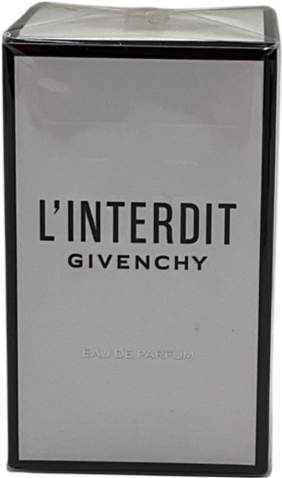 L'INTERDIT
GIVENCHY
EAU DE PARFUM